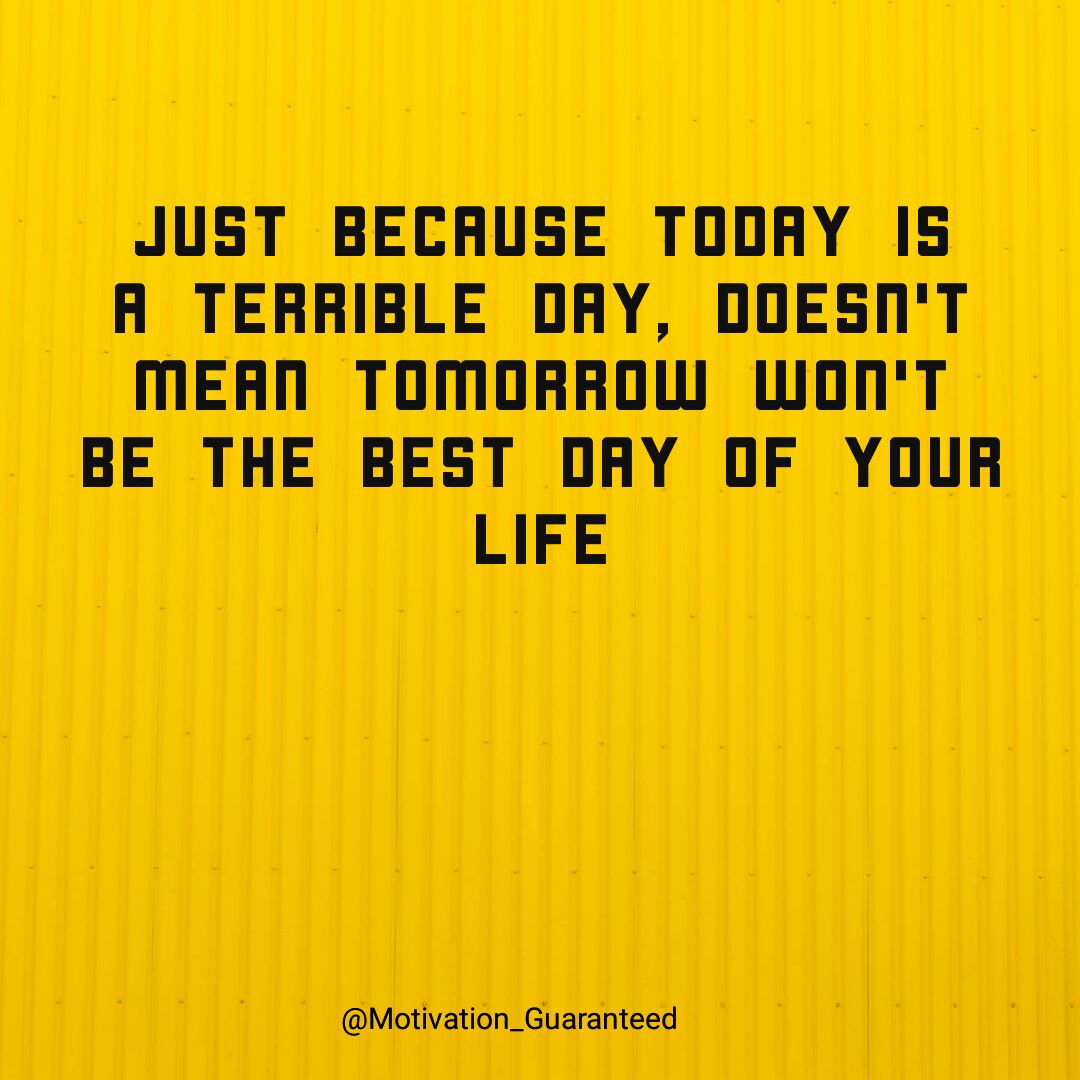 JUST BECAUSE TODAY IS
A TERRIBLE DAY, DOESN'T
MEAN TOMORROW WON'T
BE THE BEST DAY OF YOUR
LIFE
@Motivation_Guaranteed